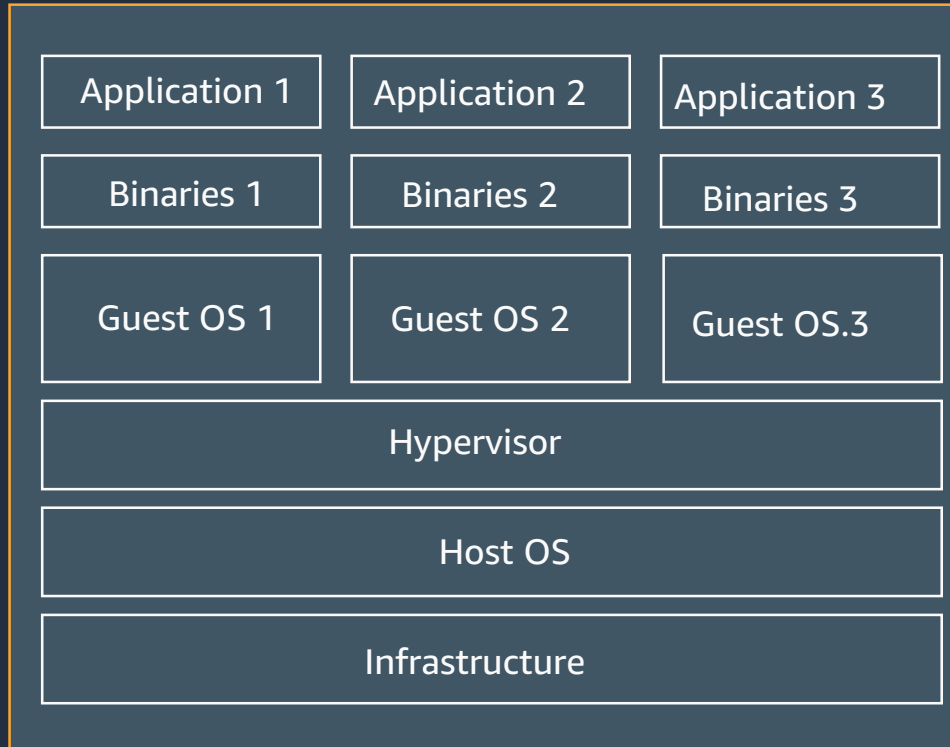 Application 1
Application 2
Application 3
Binaries 1
Binaries 2
Binaries 3
Guest OS 1
Guest OS 2
Guest OS.3
Hypervisor
Host OS
Infrastructure